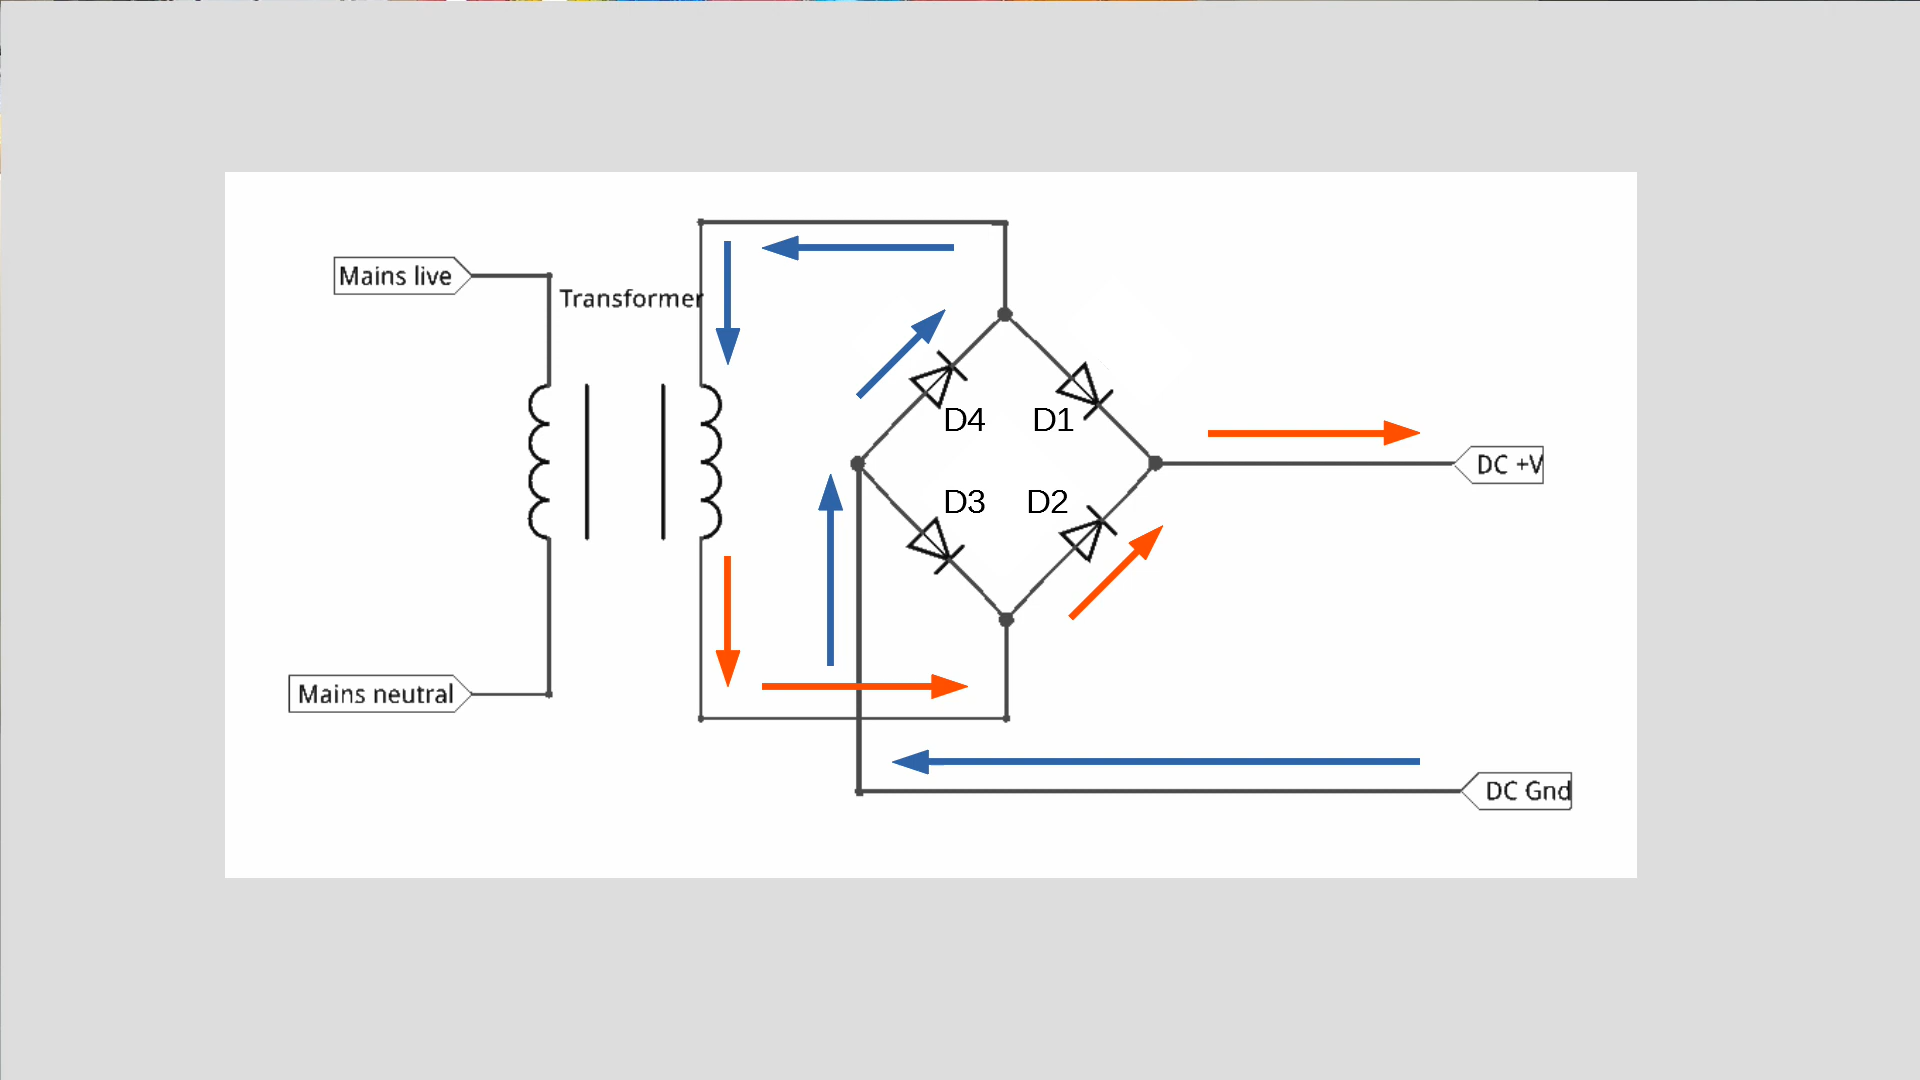 Mains live
Transformer
D4
D1
DC +V
D3
D2
Mains neutral
DC Gnd